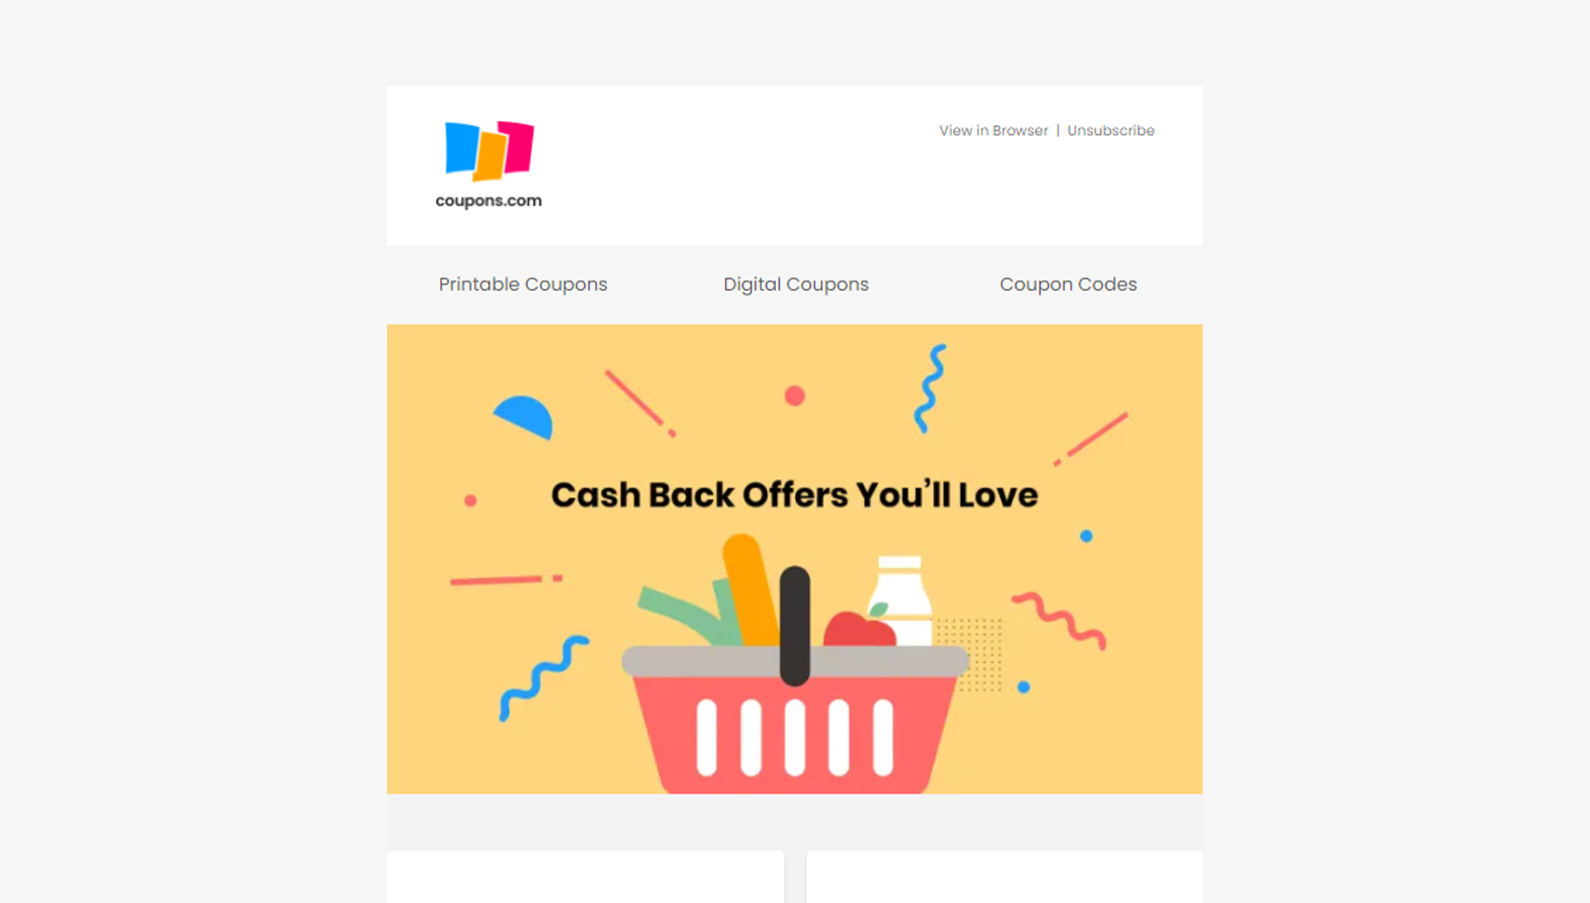 View in Browser | Unsubscribe
coupons.com
Printable Coupons
Digital Coupons
Coupon Codes
Cash Back Offers You’ll Love